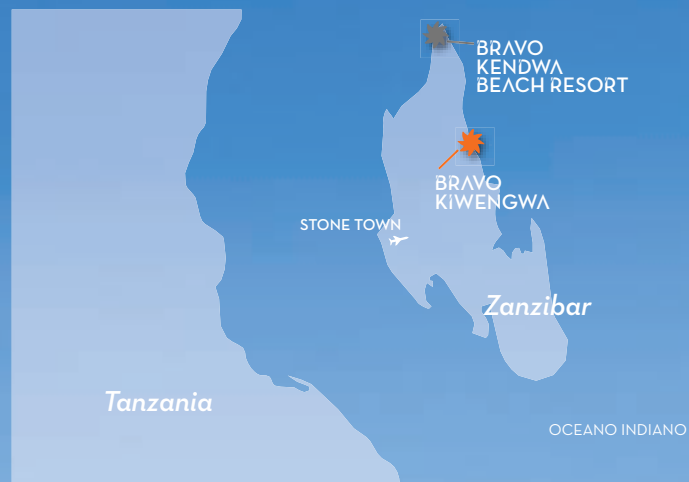 BRAVO
KENDWA
BEACH RESORT
BRAVO
KIWENGWA
STONE TOWN
Zanzibar
Tanzania
OCEANO INDIANO